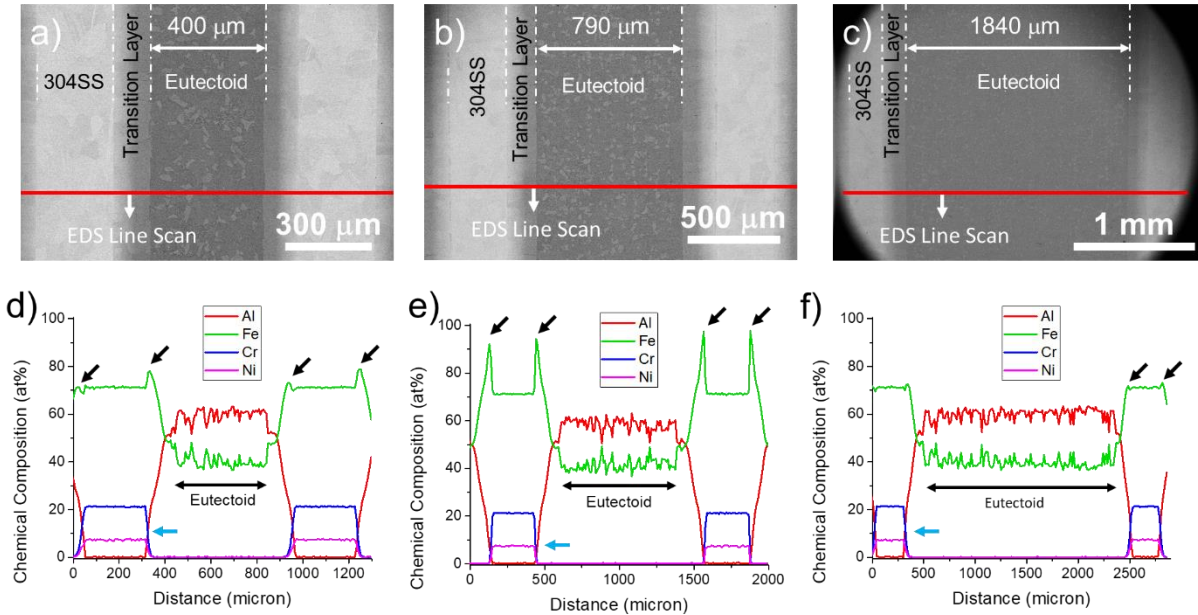 a)
400 μm
304SS
Transition Layer
Eutectoid
EDS Line Scan
300 μm
b)
790 μm
304SS
Transition Layer
Eutectoid
EDS Line Scan
500 μm
c)
1840 μm
304SS
Transition Layer
Eutectoid
EDS Line Scan
1 mm
d)
Al
Fe
Cr
Ni
Chemical Composition (at%)
100
80
60
40
20
0
Eutectoid
0 200 400 600 800 1000 1200
Distance (micron)
e)
Al
Fe
Cr
Ni
Chemical Composition (at%)
100
80
60
40
20
0
Eutectoid
0 500 1000 1500 2000
Distance (micron)
f)
Al
Fe
Cr
Ni
Chemical Composition (at%)
100
80
60
40
20
0
Eutectoid
0 500 1000 1500 2000 2500
Distance (micron)